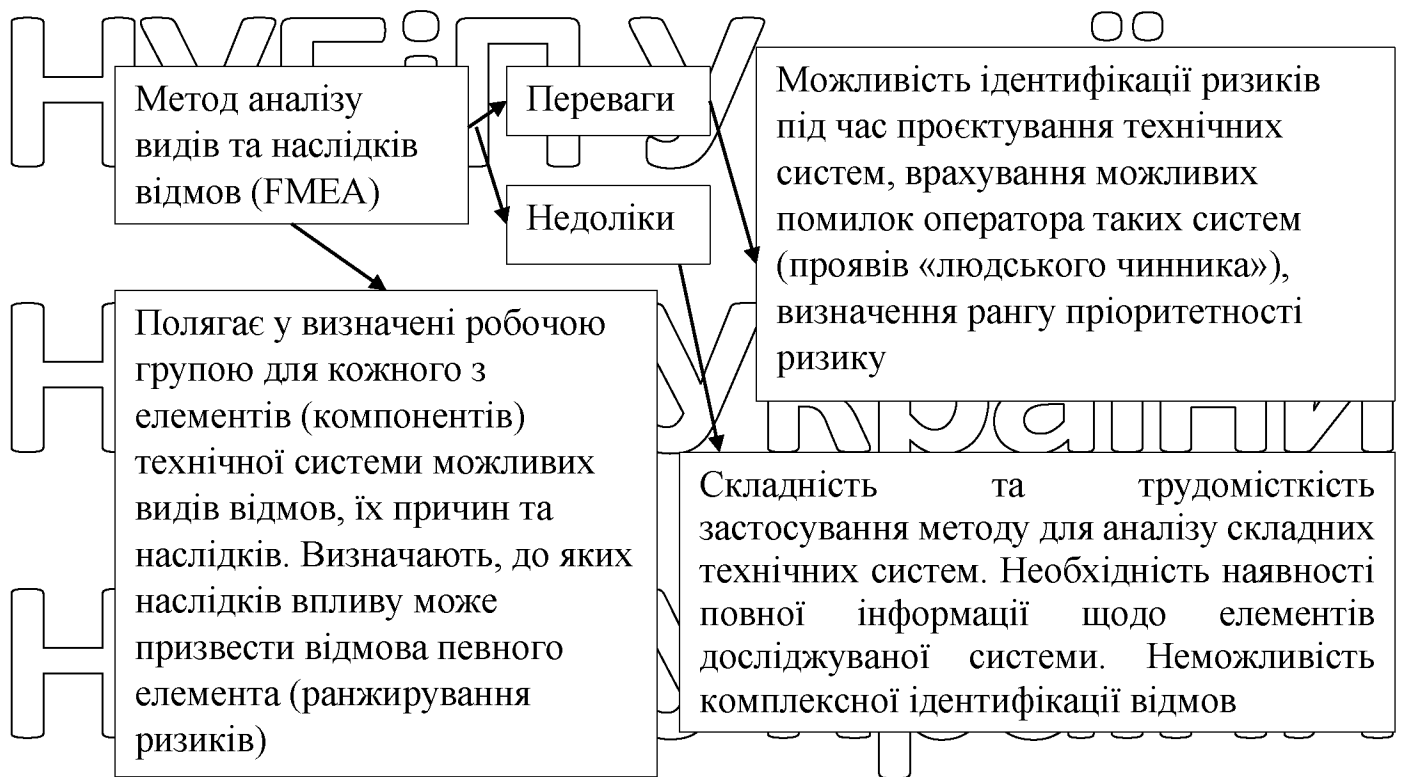 НУБІП У ї
Метод аналізу
видів та наслідків
відмов (FMEA)
Переваги
Недоліки
Можливість ідентифікації ризиків
під час проєктування технічних
систем, врахування можливих
помилок оператора таких систем
(проявів «людського чинника»),
визначення рангу пріоритетності
ризику
Полягає у визначені робочою
групою для кожного з
елементів (компонентів)
технічної системи можливих
видів відмов, їх причин та
наслідків. Визначають, до яких
наслідків впливу може
призвести відмова певного
елемента (ранжирування
ризиків)
Складність та трудомісткість
застосування методу для аналізу складних
технічних систем. Необхідність наявності
повної інформації щодо елементів
досліджуваної системи. Неможливість
комплексної ідентифікації відмов
України